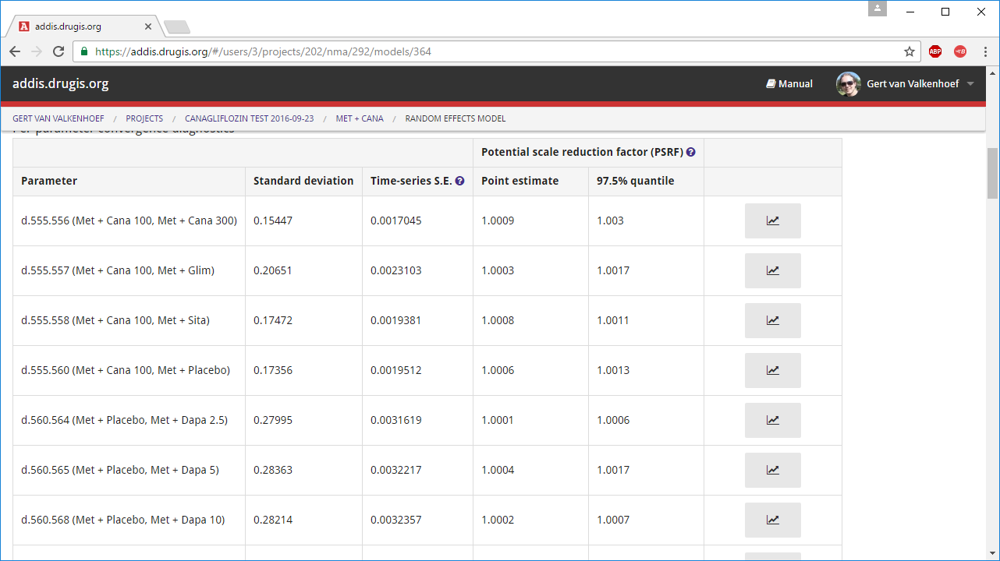 addis.drugis.org
https://addis.drugis.org/#/users/3/projects/202/nma/292/models/364
ABP
addis.drugis.org
Manual
Gert van Valkenhoef
GERT VAN VALKENHOEF / PROJECTS / CANAGLIFLOZIN TEST 2016-09-23 / MET + CANA / RANDOM EFFECTS MODEL
Per-parameter convergence diagnostics
Potential scale reduction factor (PSRF) ?
Parameter Standard deviation Time-series S.E. ? Point estimate 97.5% quantile
d.555.556 (Met + Cana 100, Met + Cana 300) 0.15447 0.0017045 1.0009 1.003
d.555.557 (Met + Cana 100, Met + Glim) 0.20651 0.0023103 1.0003 1.0017
d.555.558 (Met + Cana 100, Met + Sita) 0.17472 0.0019381 1.0008 1.0011
d.555.560 (Met + Cana 100, Met + Placebo) 0.17356 0.0019512 1.0006 1.0013
d.560.564 (Met + Placebo, Met + Dapa 2.5) 0.27995 0.0031619 1.0001 1.0006
d.560.565 (Met + Placebo, Met + Dapa 5) 0.28363 0.0032217 1.0004 1.0017
d.560.568 (Met + Placebo, Met + Dapa 10) 0.28214 0.0032357 1.0002 1.0007